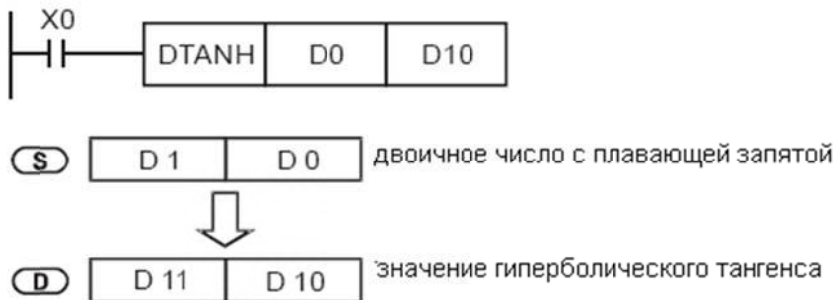 X0
DTANH D0 D10
S D 1 D 0 двоичное число с плавающей запятой
D D 11 D 10 значение гиперболического тангенса